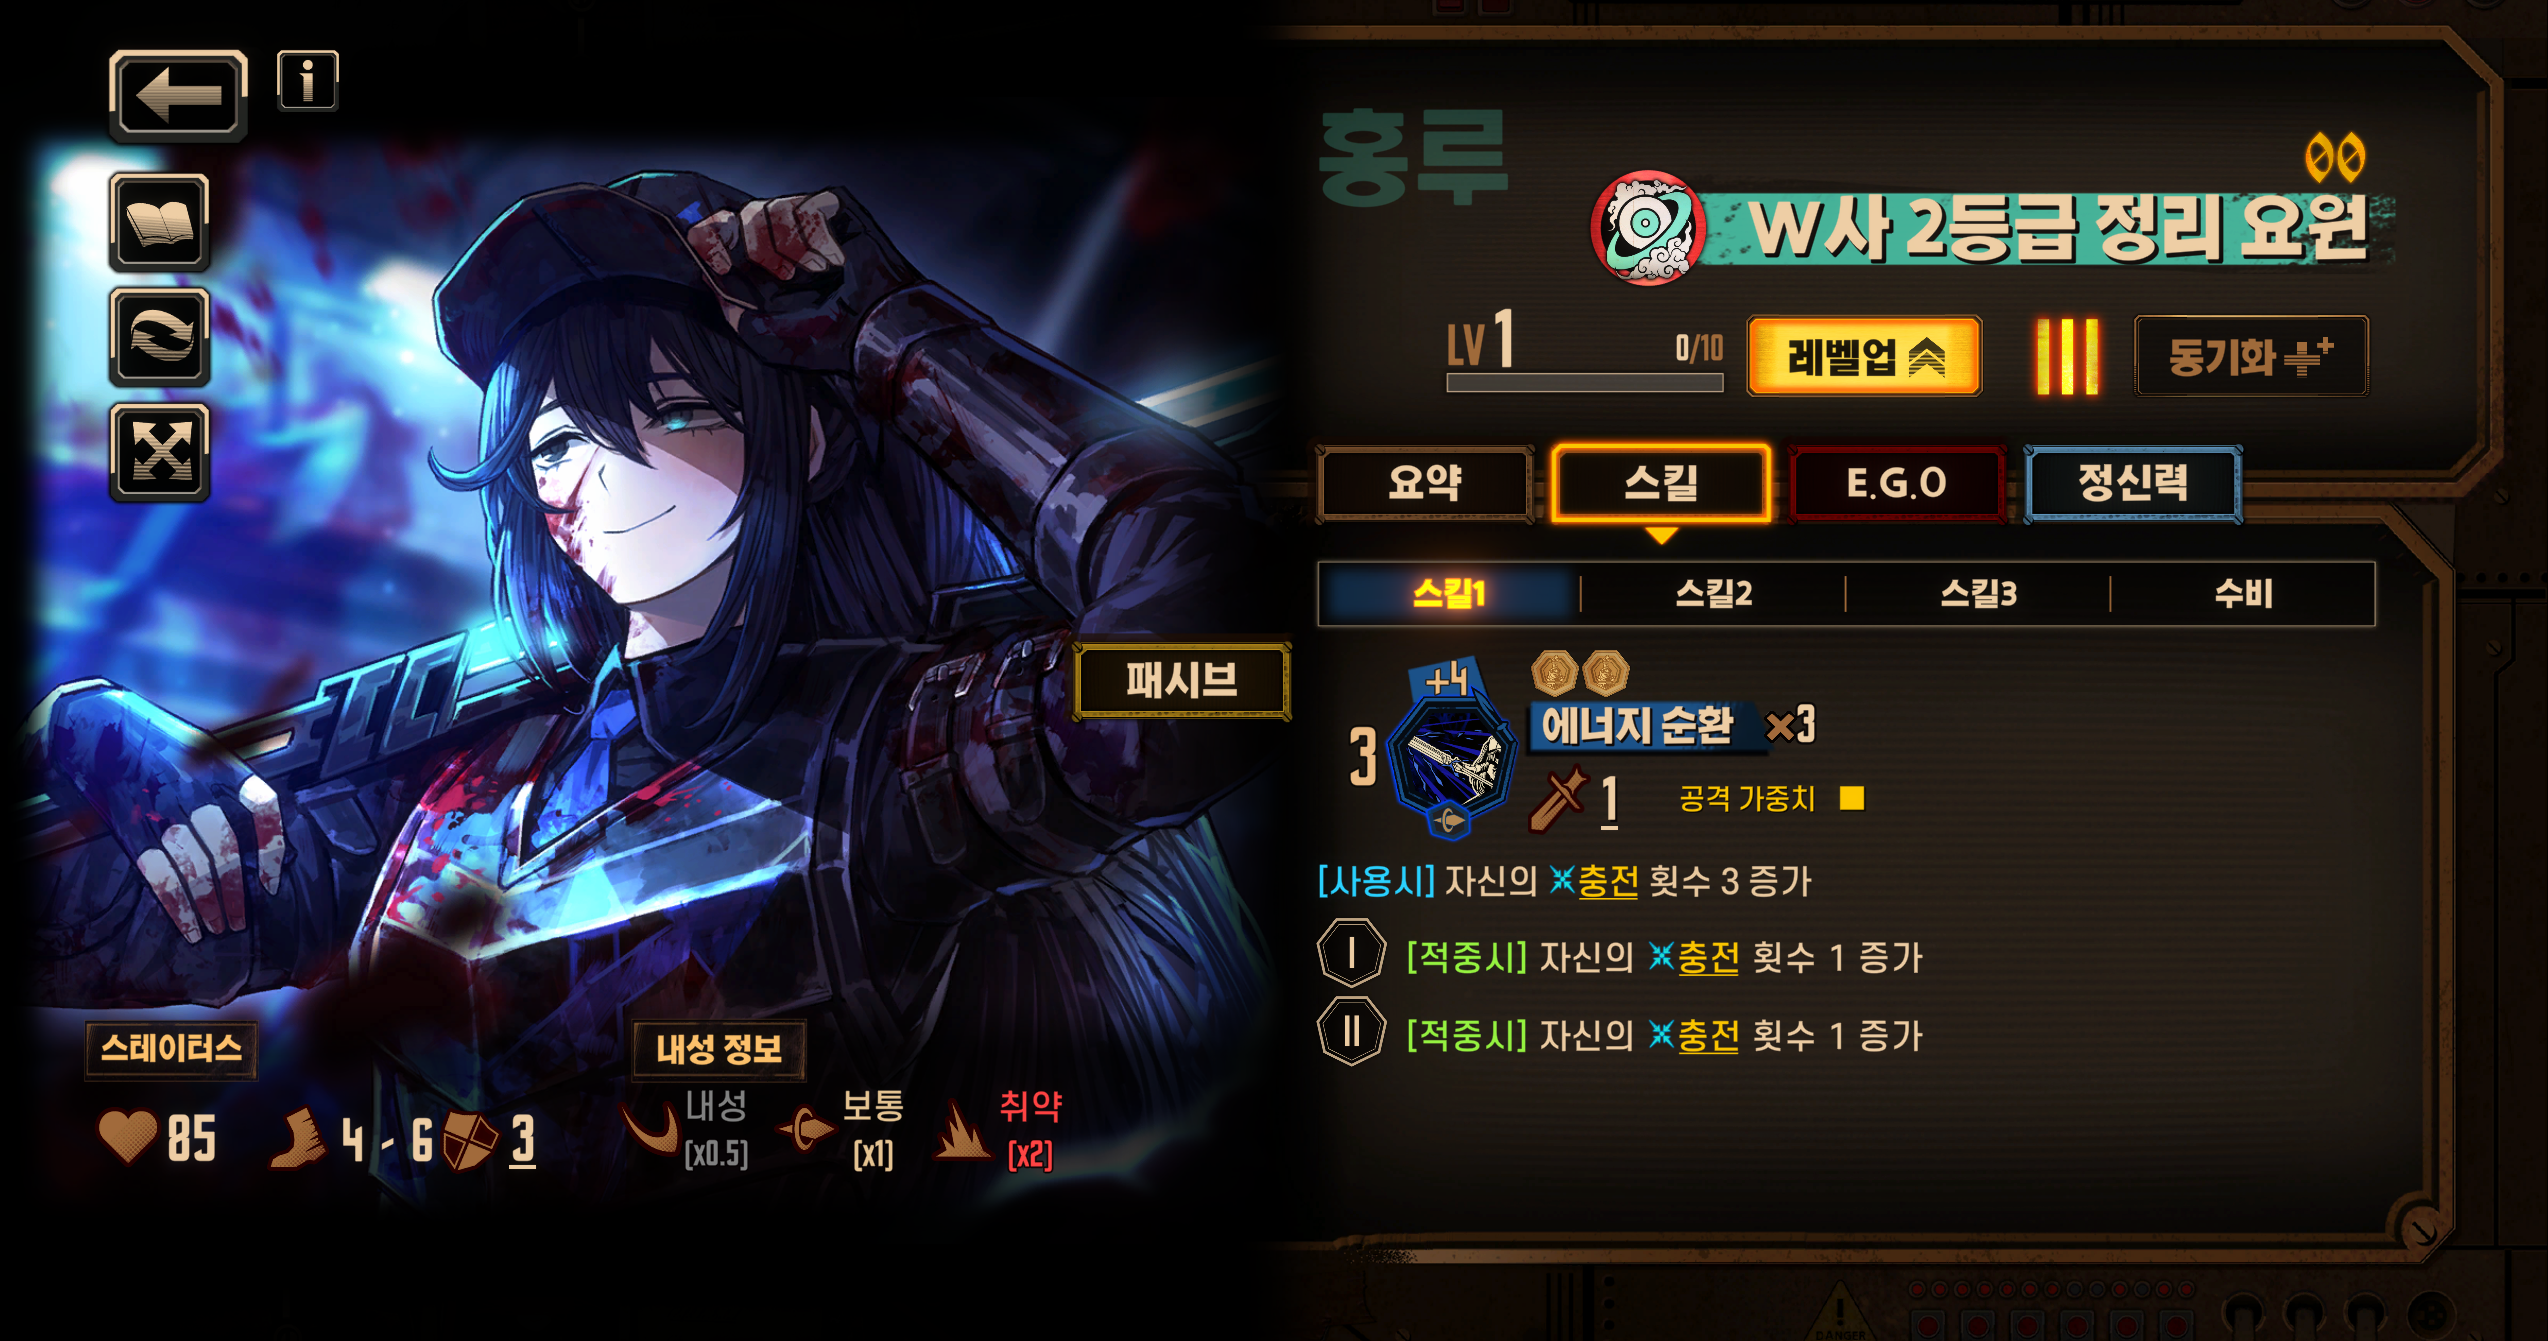 i
홍루
W사 2등급 정리 요원
LV 1
0/10
레벨업
동기화
요약
스킬
E.G.O
정신력
스킬1
스킬2
스킬3
수비
패시브
+4
3
에너지 순환 ×3
1
공격 가중치
[사용시] 자신의 충전 횟수 3 증가
I [적중시] 자신의 충전 횟수 1 증가
II [적중시] 자신의 충전 횟수 1 증가
스테이터스
85
4 - 6
3
내성 정보
내성
[x0.5]
보통
[x1]
취약
[x2]
DANGER